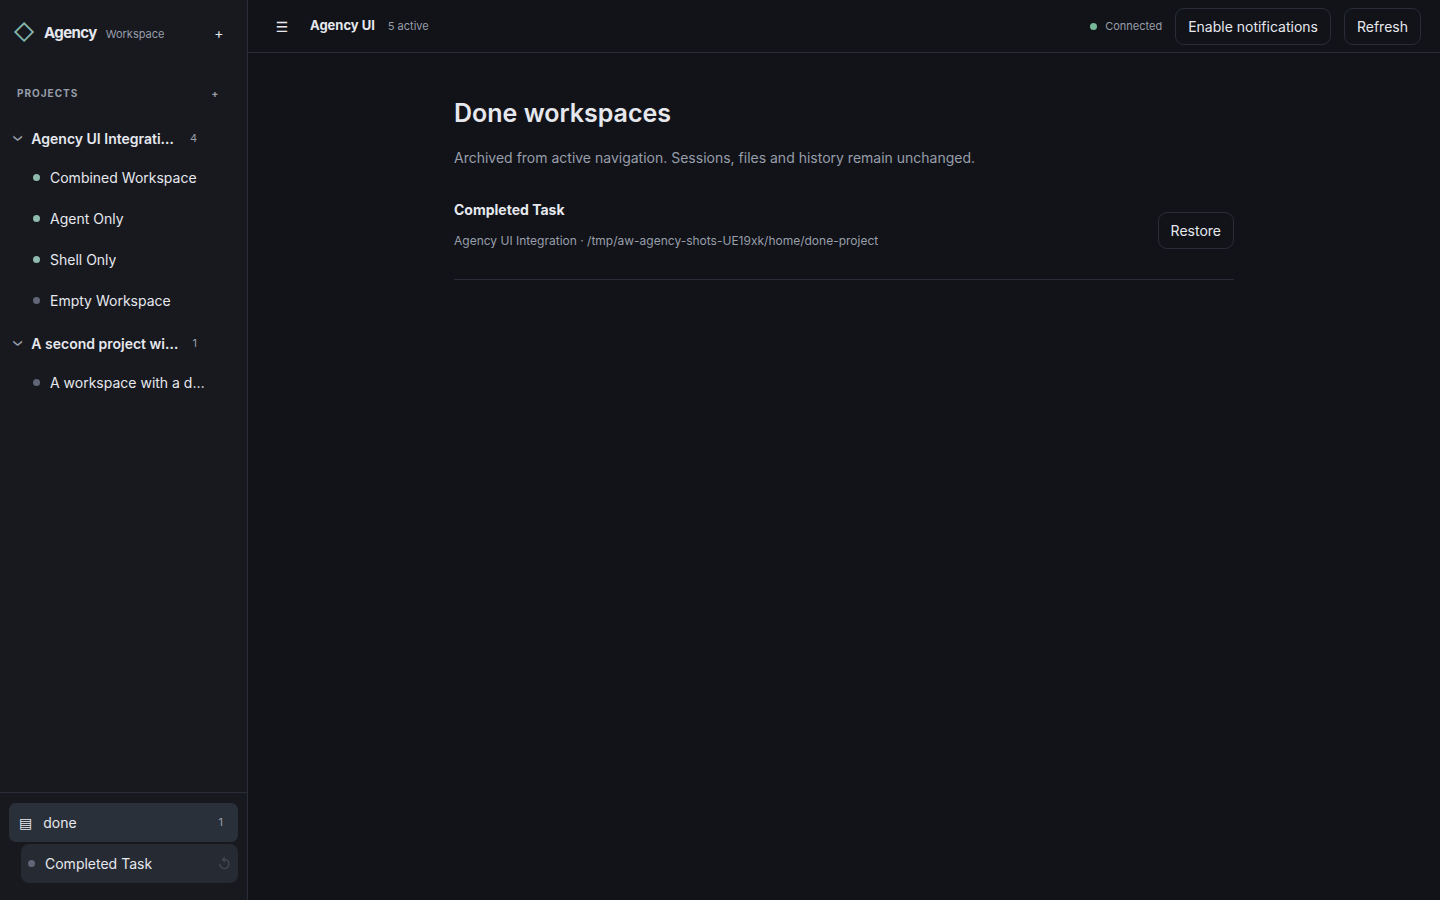 Agency Workspace +
PROJECTS +
Agency UI Integrati... 4
Combined Workspace
Agent Only
Shell Only
Empty Workspace
A second project wi... 1
A workspace with a d...
done 1
Completed Task
Agency UI 5 active
Connected
Enable notifications
Refresh
Done workspaces
Archived from active navigation. Sessions, files and history remain unchanged.
Completed Task
Agency UI Integration · /tmp/aw-agency-shots-UE19xk/home/done-project
Restore